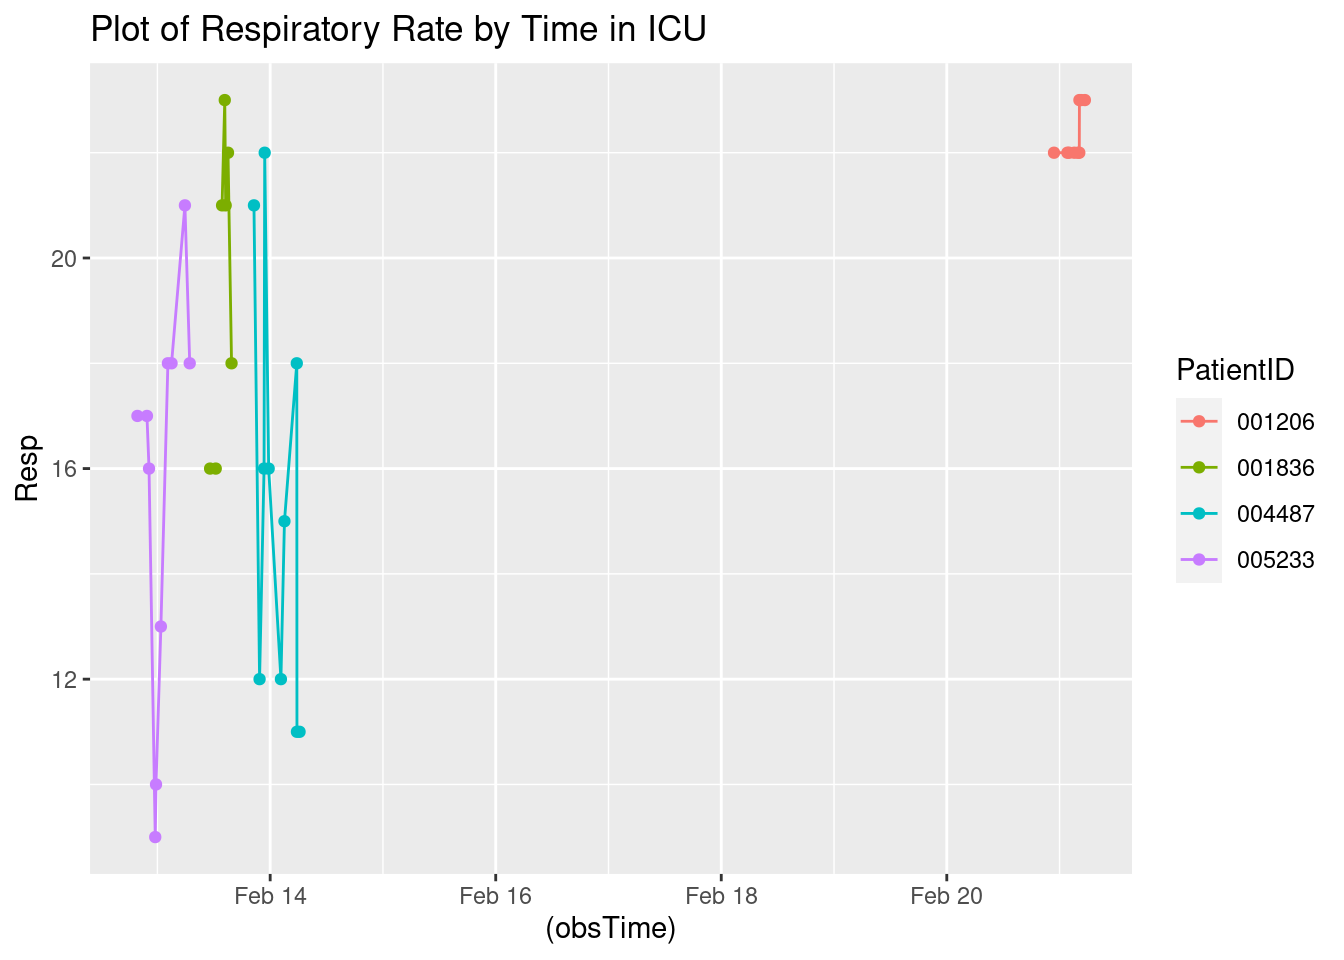 Plot of Respiratory Rate by Time in ICU
Resp
20
16
12
Feb 14
Feb 16
Feb 18
Feb 20
(obsTime)
PatientID
001206
001836
004487
005233